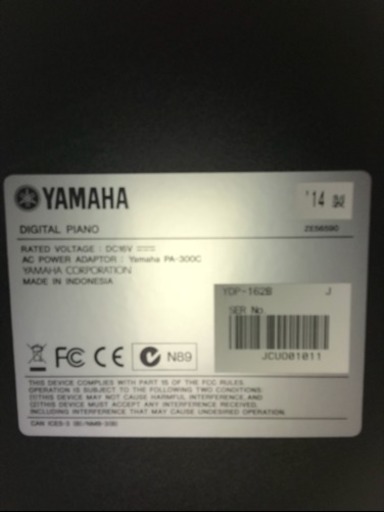 YAMAHA
'14
DIGITAL PIANO
ZE56590
RATED VOLTAGE : DC16V
AC POWER ADAPTOR : Yamaha PA-300C
YAMAHA CORPORATION
MADE IN INDONESIA
YDP-162B J
SER No.
JCUO01011
FC CE N89
THIS DEVICE COMPLIES WITH PART 15 OF THE FCC RULES.
OPERATION IS SUBJECT TO THE FOLLOWING TWO CONDITIONS:
(1)THIS DEVICE MAY NOT CAUSE HARMFUL INTERFERENCE, AND
(2)THIS DEVICE MUST ACCEPT ANY INTERFERENCE RECEIVED,
INCLUDING INTERFERENCE THAT MAY CAUSE UNDESIRED OPERATION.
CAN ICES-3 (B)/NMB-3(B)